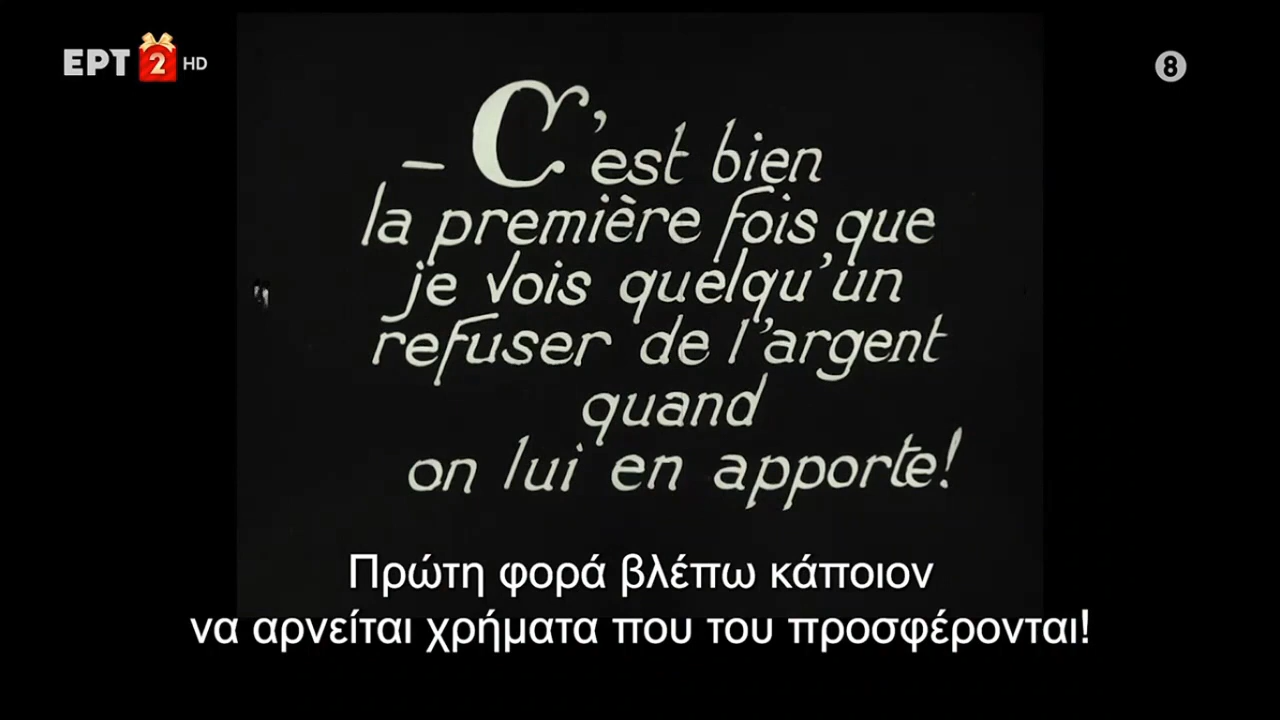 ΕΡΤ 2 HD
8
– C'est bien
la première fois que
je vois quelqu'un
refuser de l'argent
quand
on lui en apporte!
Πρώτη φορά βλέπω κάποιον
να αρνείται χρήματα που του προσφέρονται!